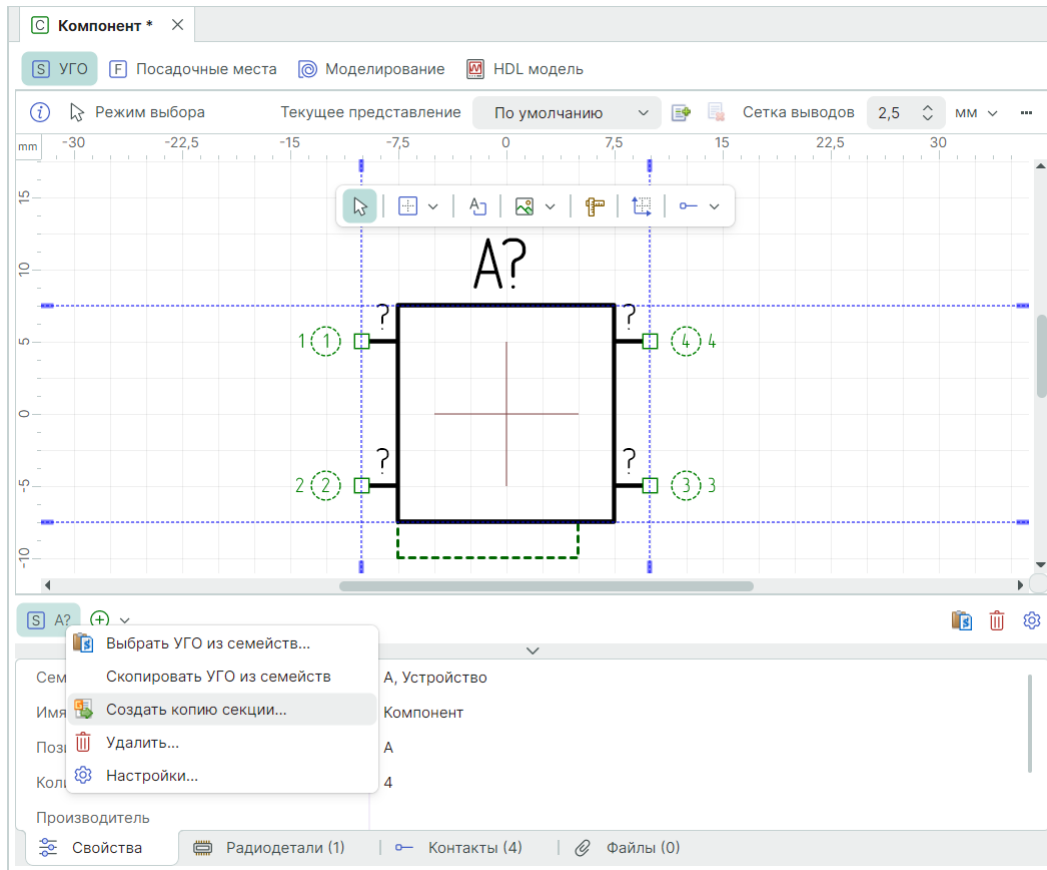 C Компонент *
S УГО F Посадочные места Моделирование HDL модель
i Режим выбора Текущее представление По умолчанию Сетка выводов 2,5 мм
mm -30 -22,5 -15 -7,5 0 7,5 15 22,5 30
15
A?
10
? ?
5 1 1 4 4
0
? ?
-5 2 2 3 3
-10
S A?
Выбрать УГО из семейств...
Скопировать УГО из семейств
Создать копию секции...
Удалить...
Настройки...
Сем А, Устройство
Имя Компонент
Пози А
Коли 4
Производитель
Свойства Радиодетали (1) Контакты (4) Файлы (0)